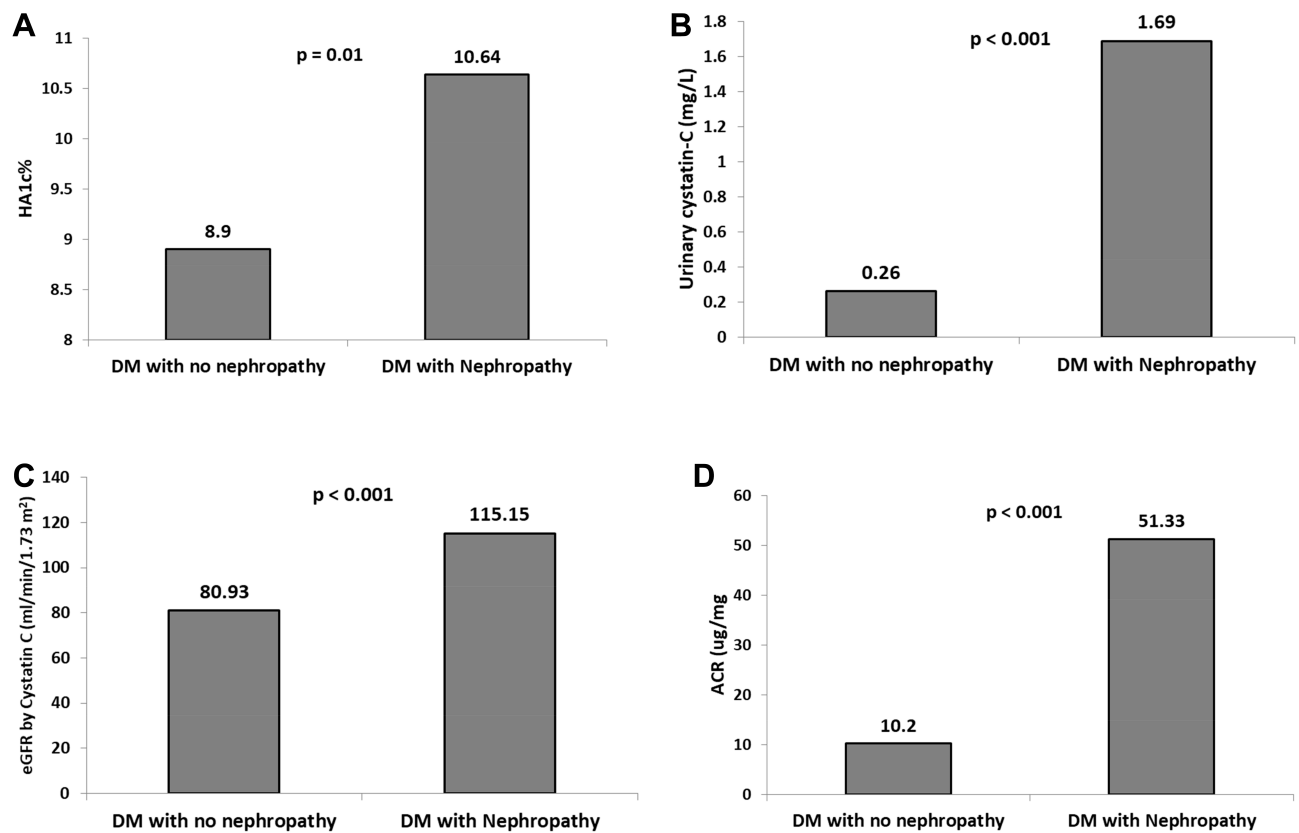 A
HA1c%
11
10.5
10
9.5
9
8.5
8
p = 0.01
8.9
10.64
DM with no nephropathy
DM with Nephropathy
B
Urinary cystatin-C (mg/L)
1.8
1.6
1.4
1.2
1
0.8
0.6
0.4
0.2
0
p < 0.001
0.26
1.69
DM with no nephropathy
DM with Nephropathy
C
eGFR by Cystatin C (ml/min/1.73 m²)
140
120
100
80
60
40
20
0
p < 0.001
80.93
115.15
DM with no nephropathy
DM with Nephropathy
D
ACR (ug/mg
60
50
40
30
20
10
0
p < 0.001
10.2
51.33
DM with no nephropathy
DM with Nephropathy